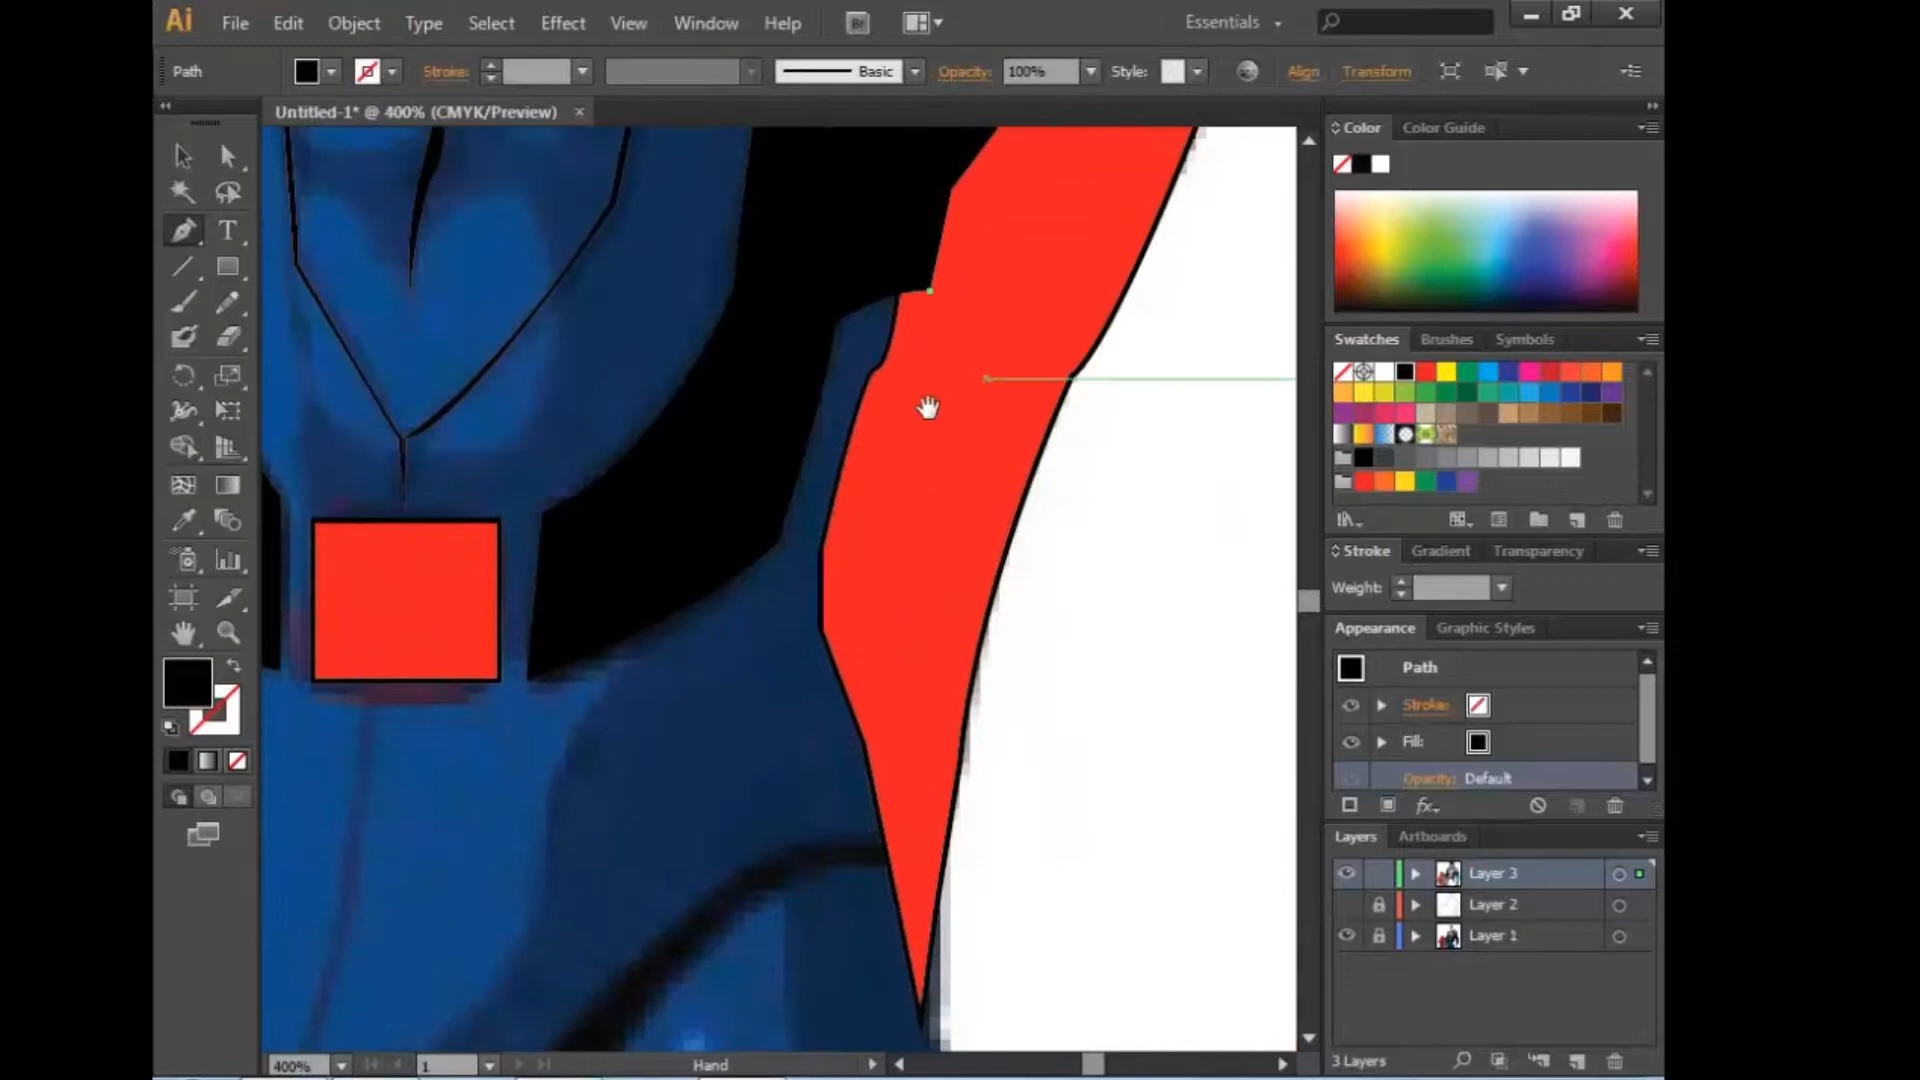 Ai File Edit Object Type Select Effect View Window Help Br Essentials
Path Stroke: Basic Opacity: 100% Style: Align Transform
Untitled-1* @ 400% (CMYK/Preview)
Color Color Guide
T
Swatches Brushes Symbols
Stroke Gradient Transparency
Weight:
Appearance Graphic Styles
Path
Stroke:
Fill:
Opacity: Default
fx
Layers Artboards
Layer 3
Layer 2
Layer 1
3 Layers
400% 1 Hand